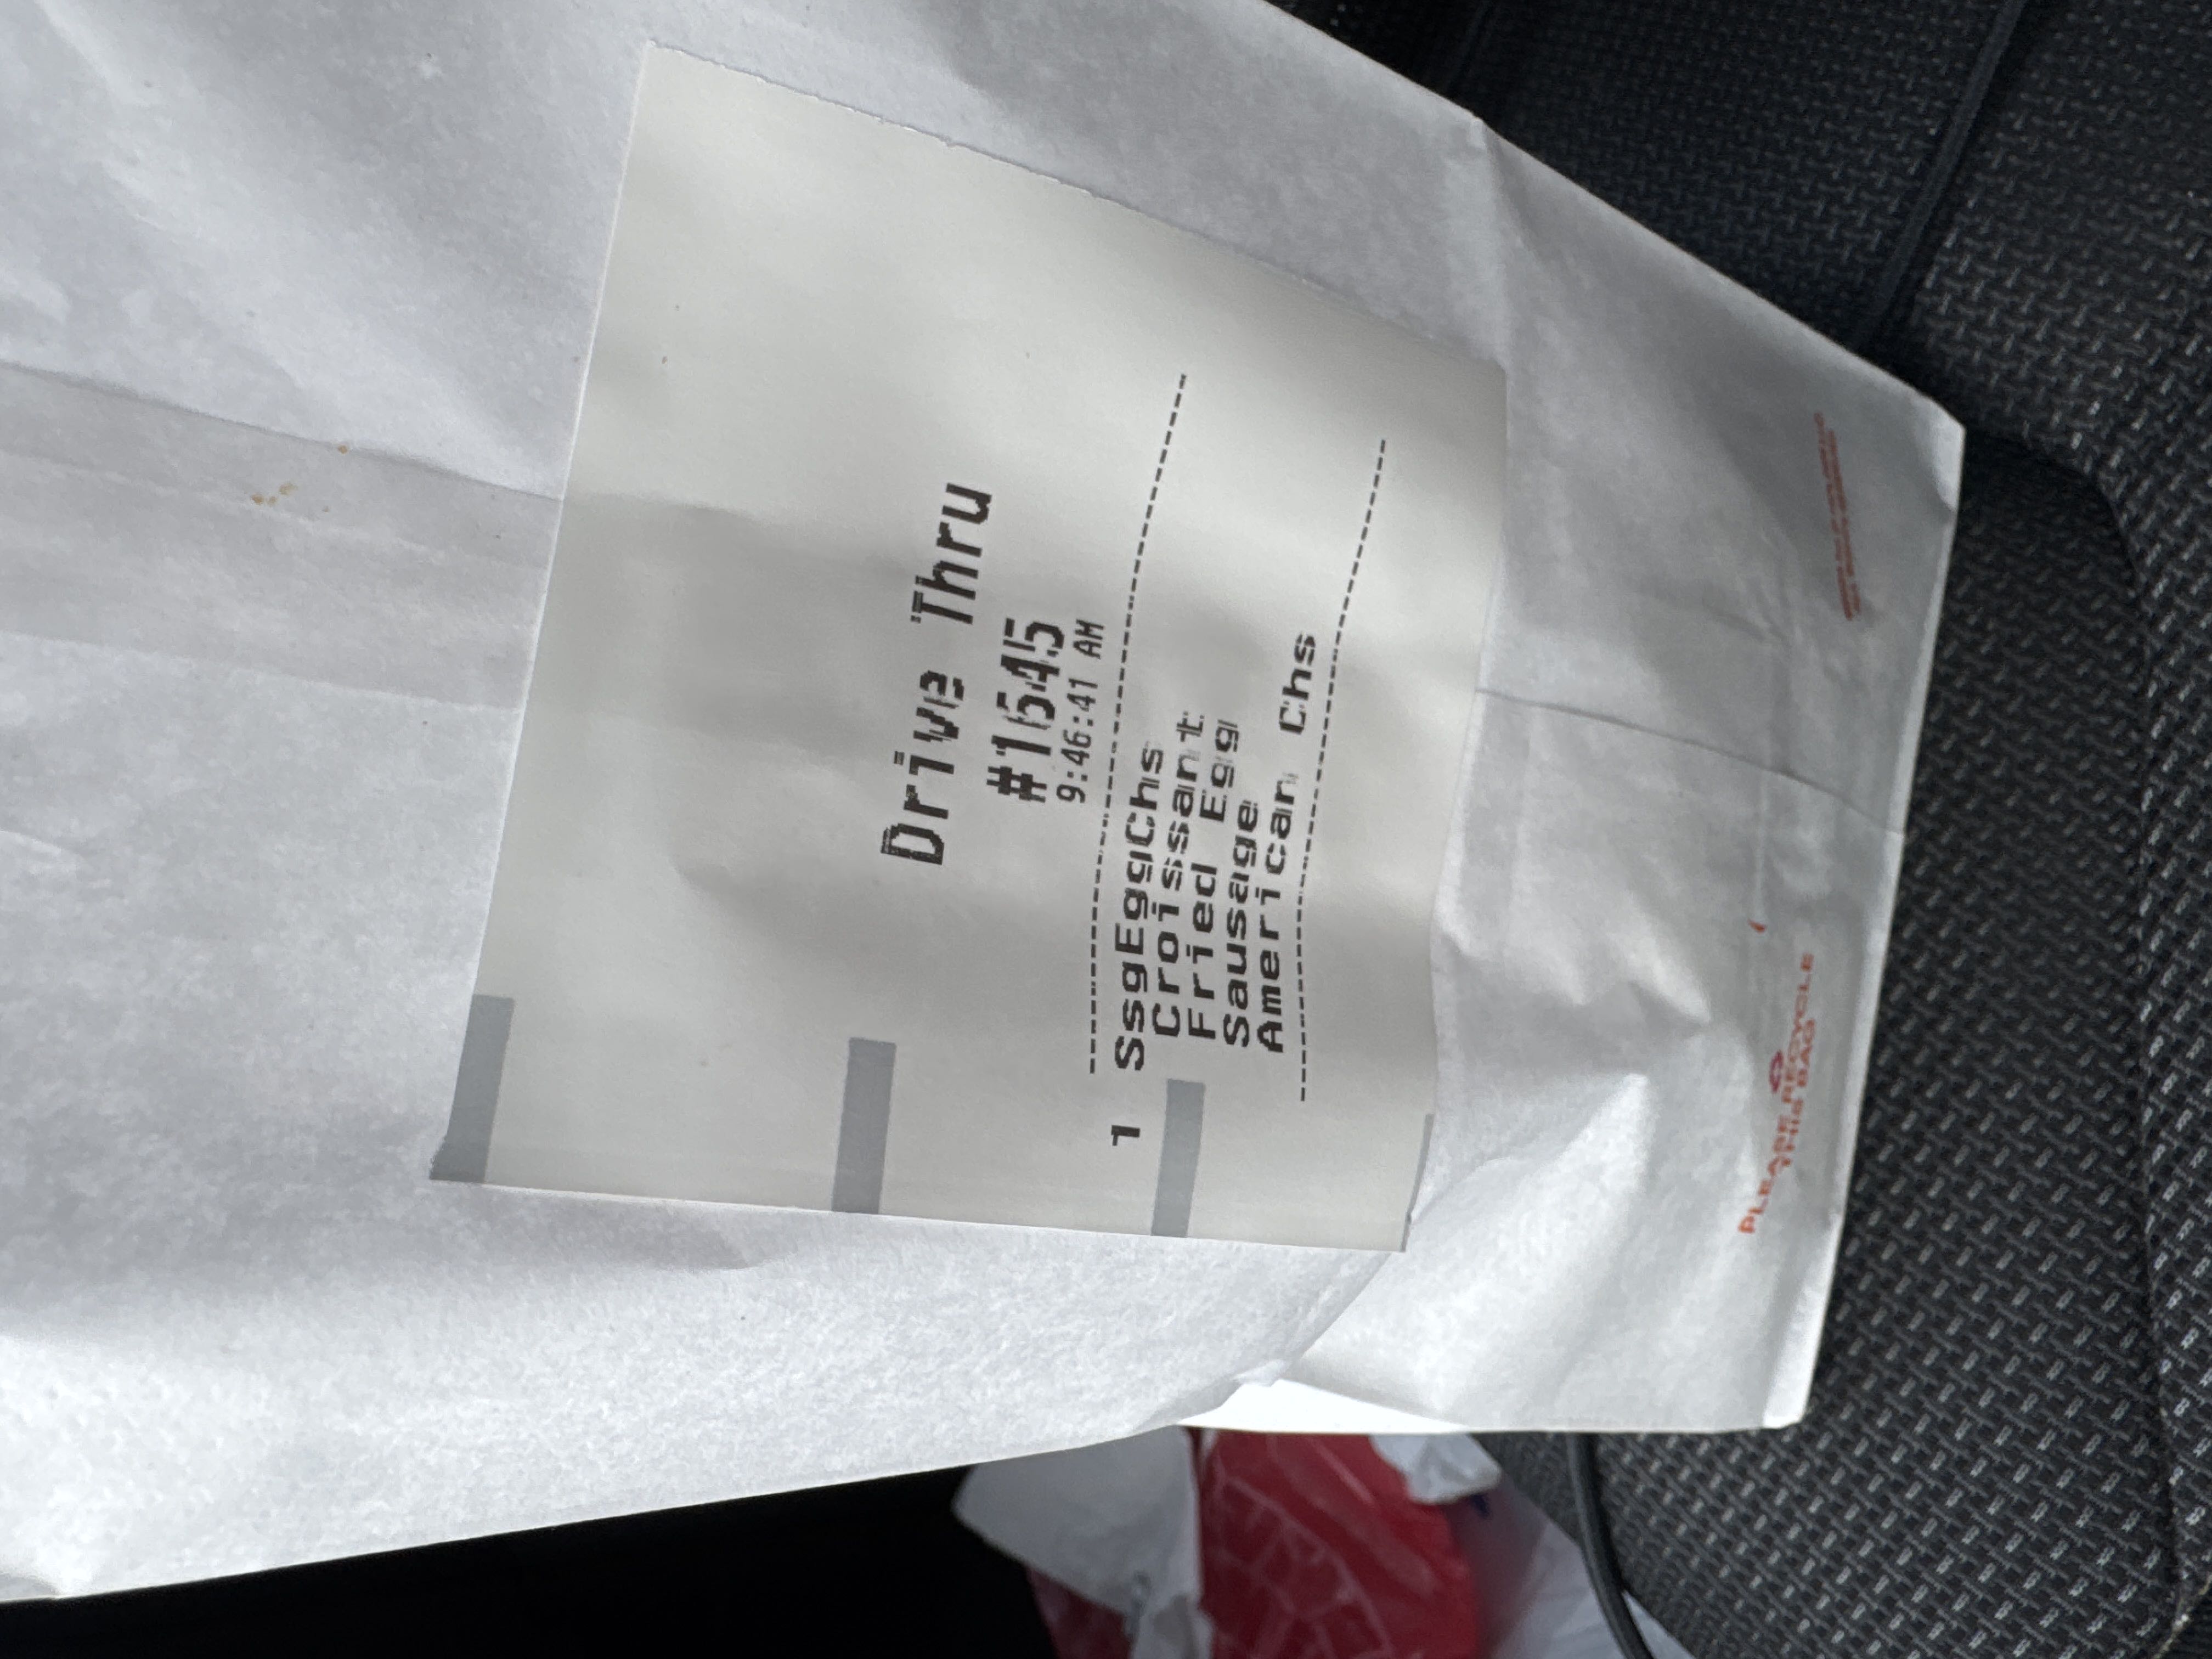 Drive Thru
#1645
9:46:41 AM
1 SsgEggChs
Croissant
Fried Egg
Sausage
American Chs
PLEASE RECYCLE
THIS BAG